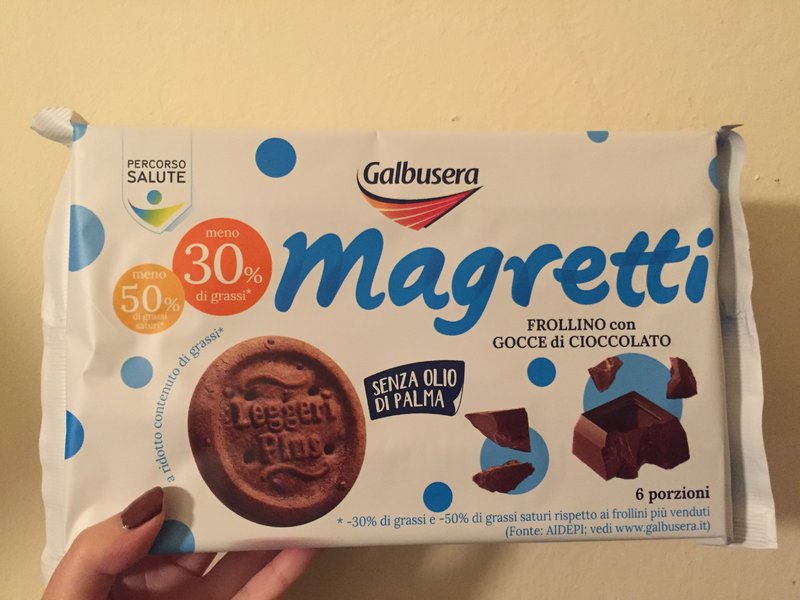 PERCORSO
SALUTE
Galbusera
meno
30%
di grassi*
meno
50%
di grassi
saturi*
Magretti
FROLLINO con
GOCCE di CIOCCOLATO
a ridotto contenuto di grassi*
Leggeri
Plus
SENZA OLIO
DI PALMA
6 porzioni
* -30% di grassi e -50% di grassi saturi rispetto ai frollini più venduti
(Fonte: AIDEPI; vedi www.galbusera.it)